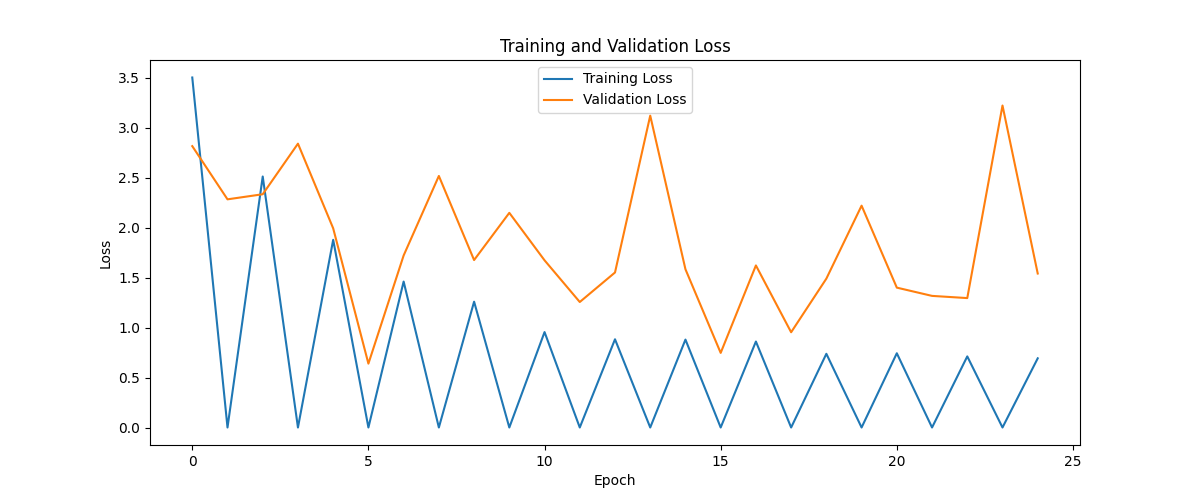 Training and Validation Loss
Training Loss
Validation Loss
Loss
3.5
3.0
2.5
2.0
1.5
1.0
0.5
0.0
0 5 10 15 20 25
Epoch